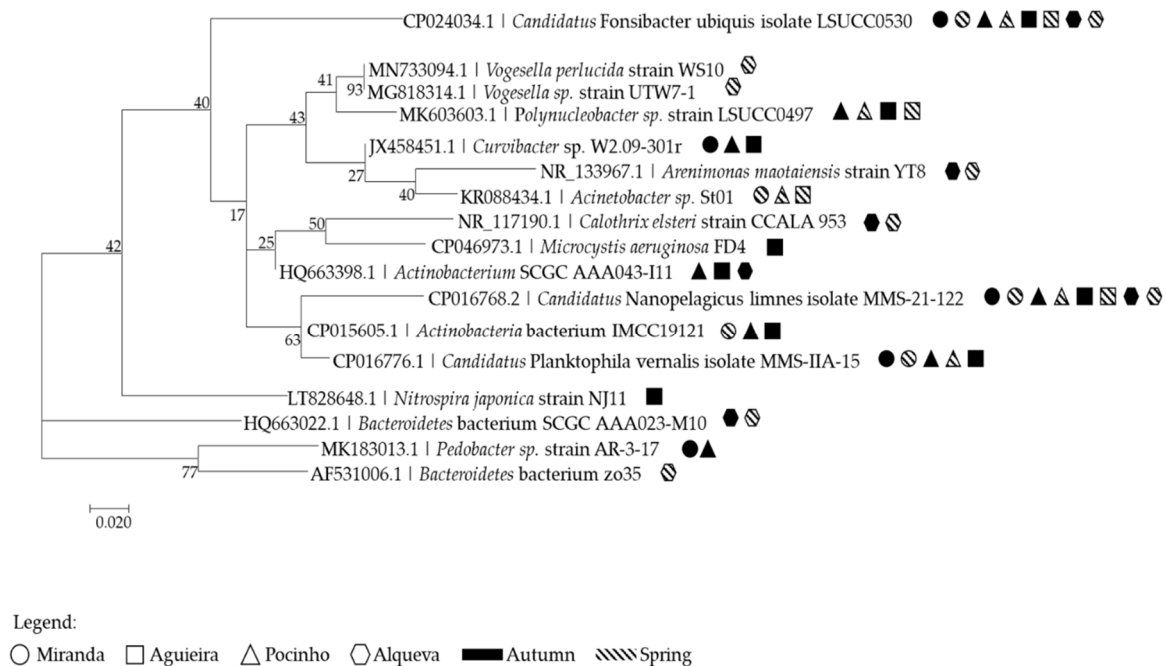 CP024034.1 | Candidatus Fonsibacter ubiquis isolate LSUCC0530
40
MN733094.1 | Vogesella perlucida strain WS10
41
93
MG818314.1 | Vogesella sp. strain UTW7-1
MK603603.1 | Polynucleobacter sp. strain LSUCC0497
43
JX458451.1 | Curvibacter sp. W2.09-301r
27
NR_133967.1 | Arenimonas maotaiensis strain YT8
40
KR088434.1 | Acinetobacter sp. St01
17
NR_117190.1 | Calothrix elsteri strain CCALA 953
50
42
25
CP046973.1 | Microcystis aeruginosa FD4
HQ663398.1 | Actinobacterium SCGC AAA043-I11
CP016768.2 | Candidatus Nanopelagicus limnes isolate MMS-21-122
CP015605.1 | Actinobacteria bacterium IMCC19121
63
CP016776.1 | Candidatus Planktophila vernalis isolate MMS-IIA-15
LT828648.1 | Nitrospira japonica strain NJ11
HQ663022.1 | Bacteroidetes bacterium SCGC AAA023-M10
MK183013.1 | Pedobacter sp. strain AR-3-17
77
AF531006.1 | Bacteroidetes bacterium zo35
0.020
Legend:
Miranda Aguieira Pocinho Alqueva Autumn Spring